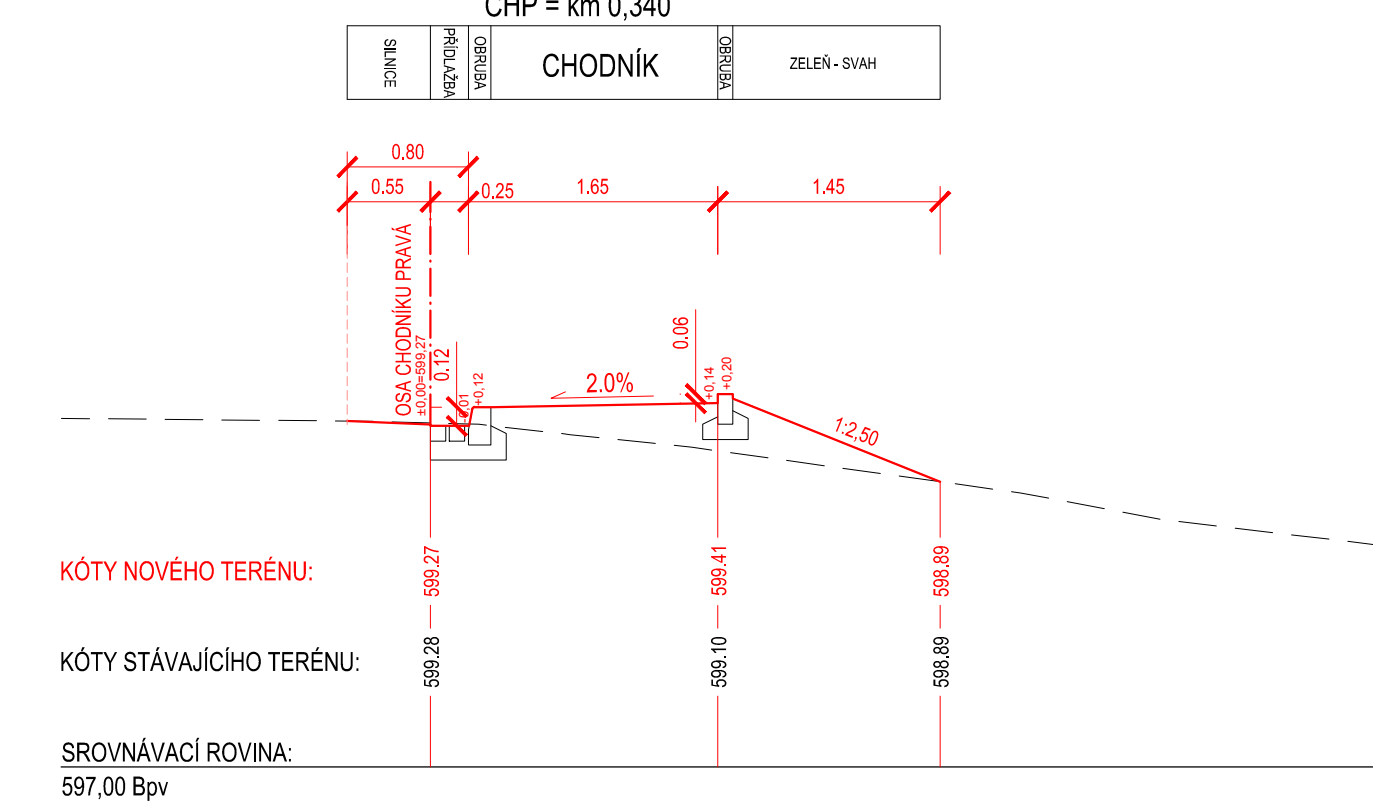 CHP = km 0,340
SILNICE
PŘÍDLAŽBA
OBRUBA
CHODNÍK
OBRUBA
ZELEŇ - SVAH
0.80
0.55
0.25
1.65
1.45
OSA CHODNÍKU PRAVÁ
±0,00=599,27
0.12
+0,12
2.0%
0.06
+0,14
+0,20
1:2,50
KÓTY NOVÉHO TERÉNU:
599.27
599.41
598.89
KÓTY STÁVAJÍCÍHO TERÉNU:
599.28
599.10
598.89
SROVNÁVACÍ ROVINA:
597,00 Bpv